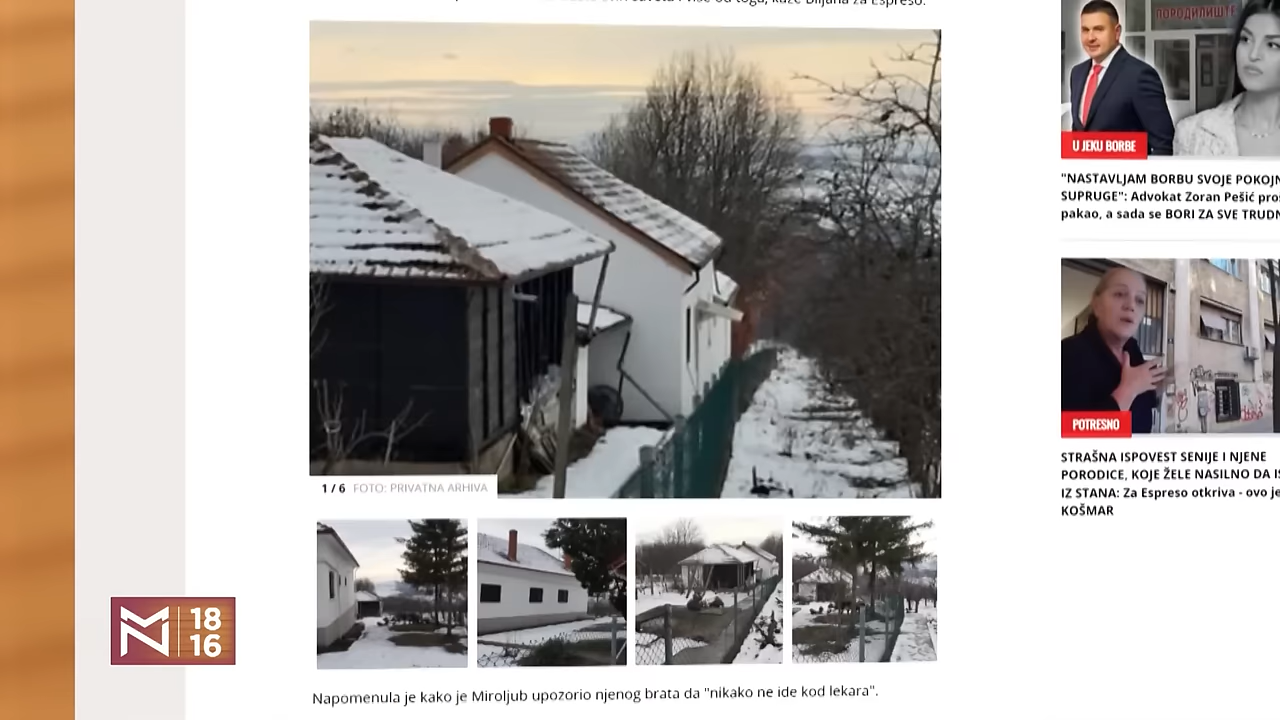 toga, kaže Biljana za Espreso.
1 / 6 FOTO: PRIVATNA ARHIVA
Napomenula je kako je Miroljub upozorio njenog brata da "nikako ne ide kod lekara".
ПОРОДИЛИШТЕ
U JEKU BORBE
"NASTAVLJAM BORBU SVOJE POKOJN
SUPRUGE": Advokat Zoran Pešić pro
pakao, a sada se BORI ZA SVE TRUDN
POTRESNO
STRAŠNA ISPOVEST SENIJE I NJENE
PORODICE, KOJE ŽELE NASILNO DA
IZ STANA: Za Espreso otkriva - ovo je
KOŠMAR
18
16